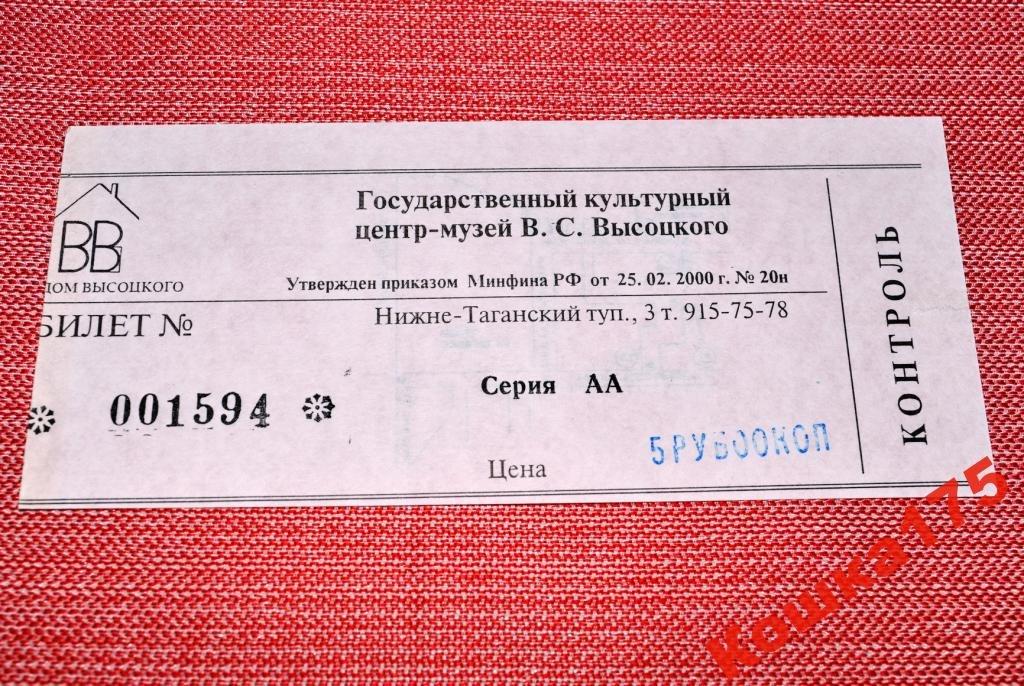 Государственный культурный
центр-музей В. С. Высоцкого
ВВ
ДОМ ВЫСОЦКОГО
Утвержден приказом Минфина РФ от 25. 02. 2000 г. № 20н
БИЛЕТ №
Нижне-Таганский туп., 3 т. 915-75-78
001594
Серия АА
5РУБ00КОП
Цена
КОНТРОЛЬ
Кошка175